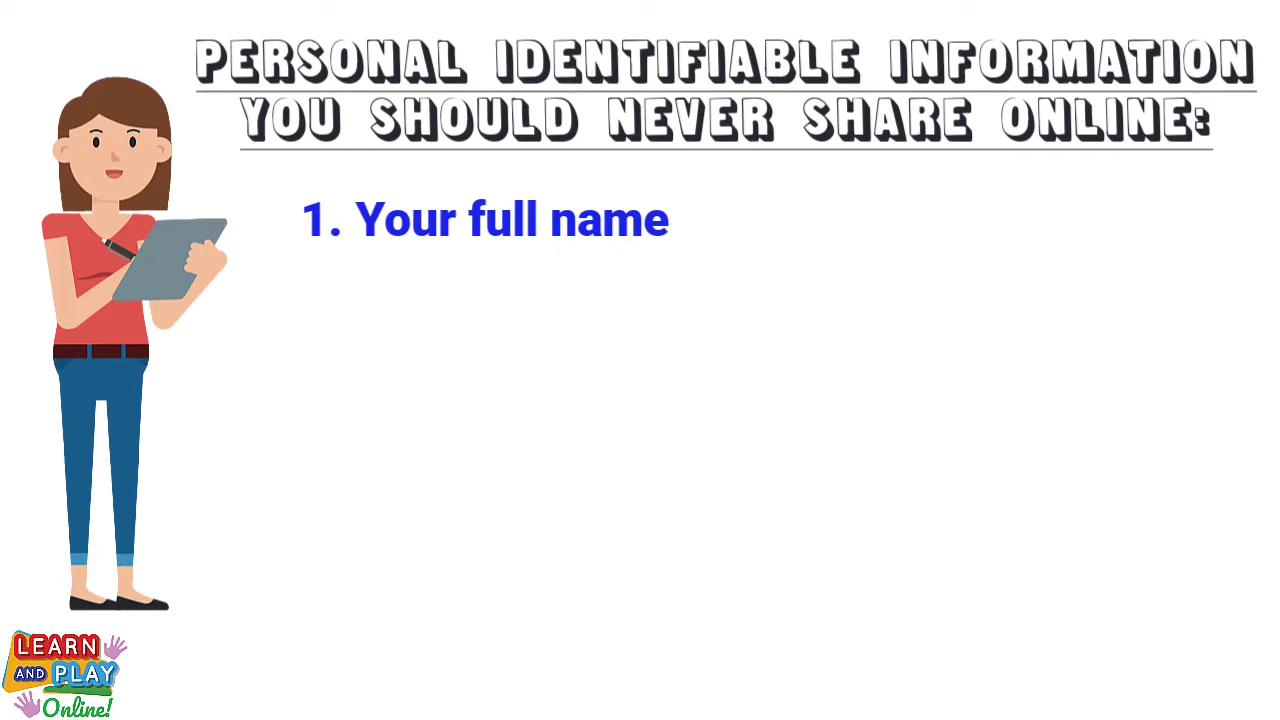 PERSONAL IDENTIFIABLE INFORMATION
YOU SHOULD NEVER SHARE ONLINE:
1. Your full name
LEARN
AND PLAY
Online!